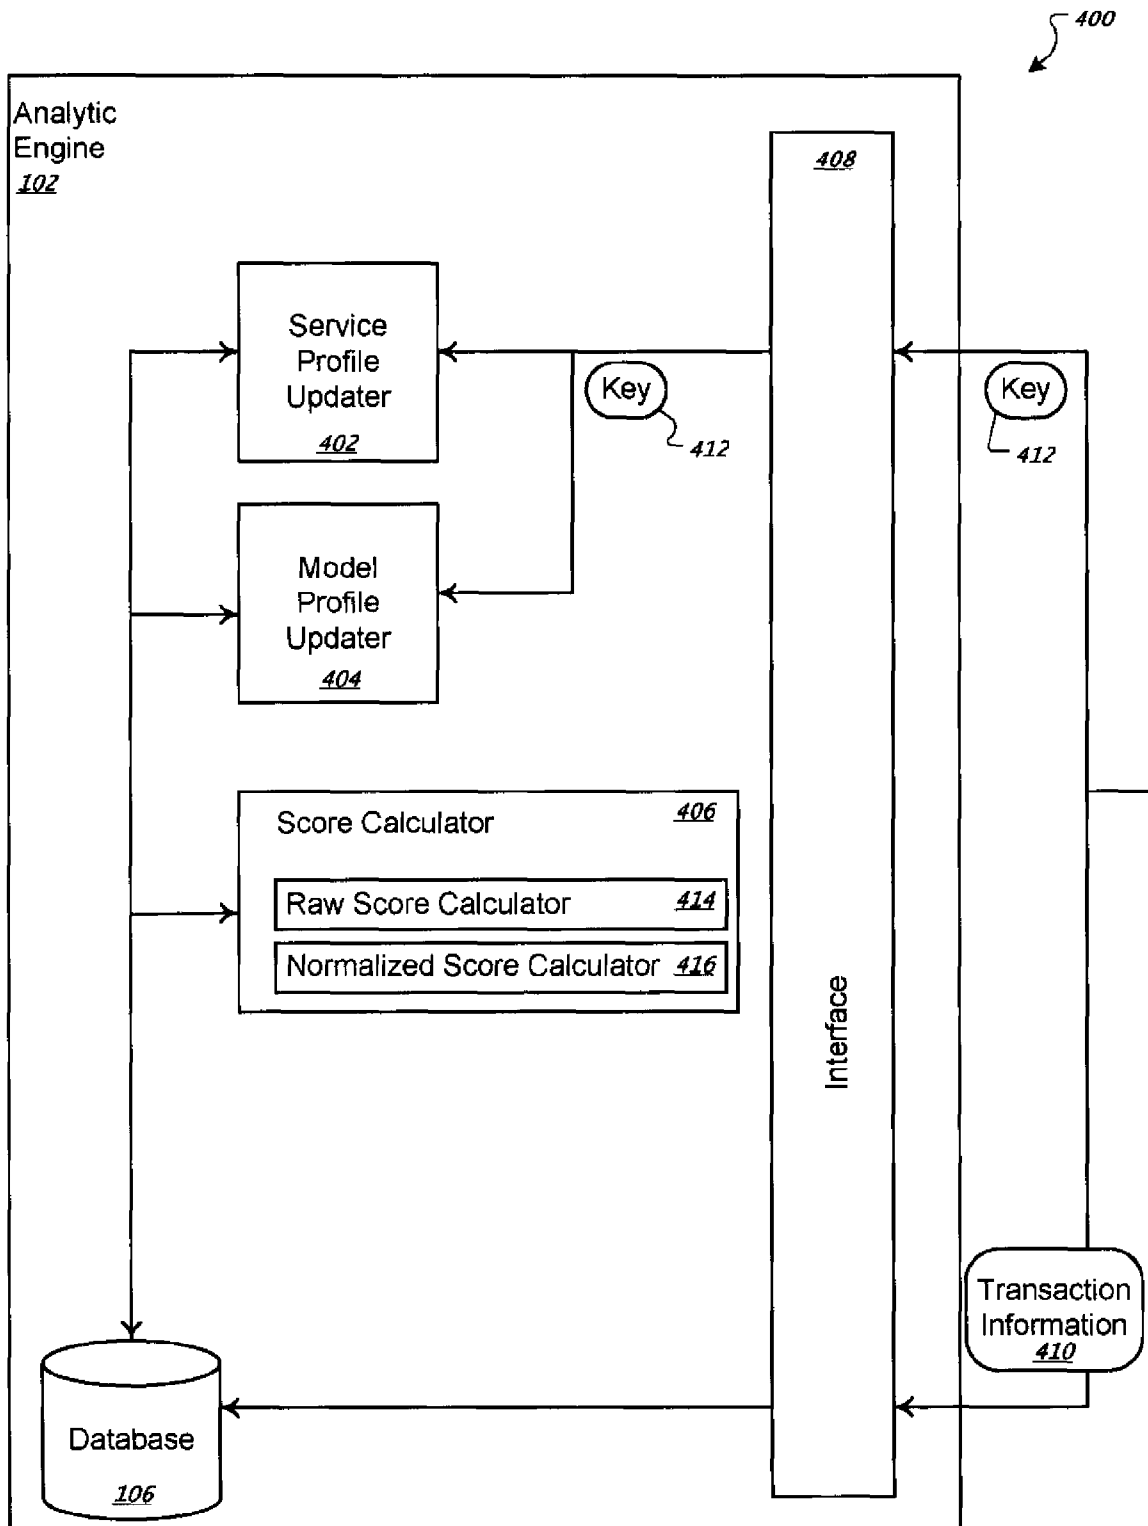 400
Analytic
Engine
102
408
Service
Profile
Updater
402
Key
412
Key
412
Model
Profile
Updater
404
Score Calculator
406
Raw Score Calculator
414
Normalized Score Calculator
416
Interface
Transaction
Information
410
Database
106